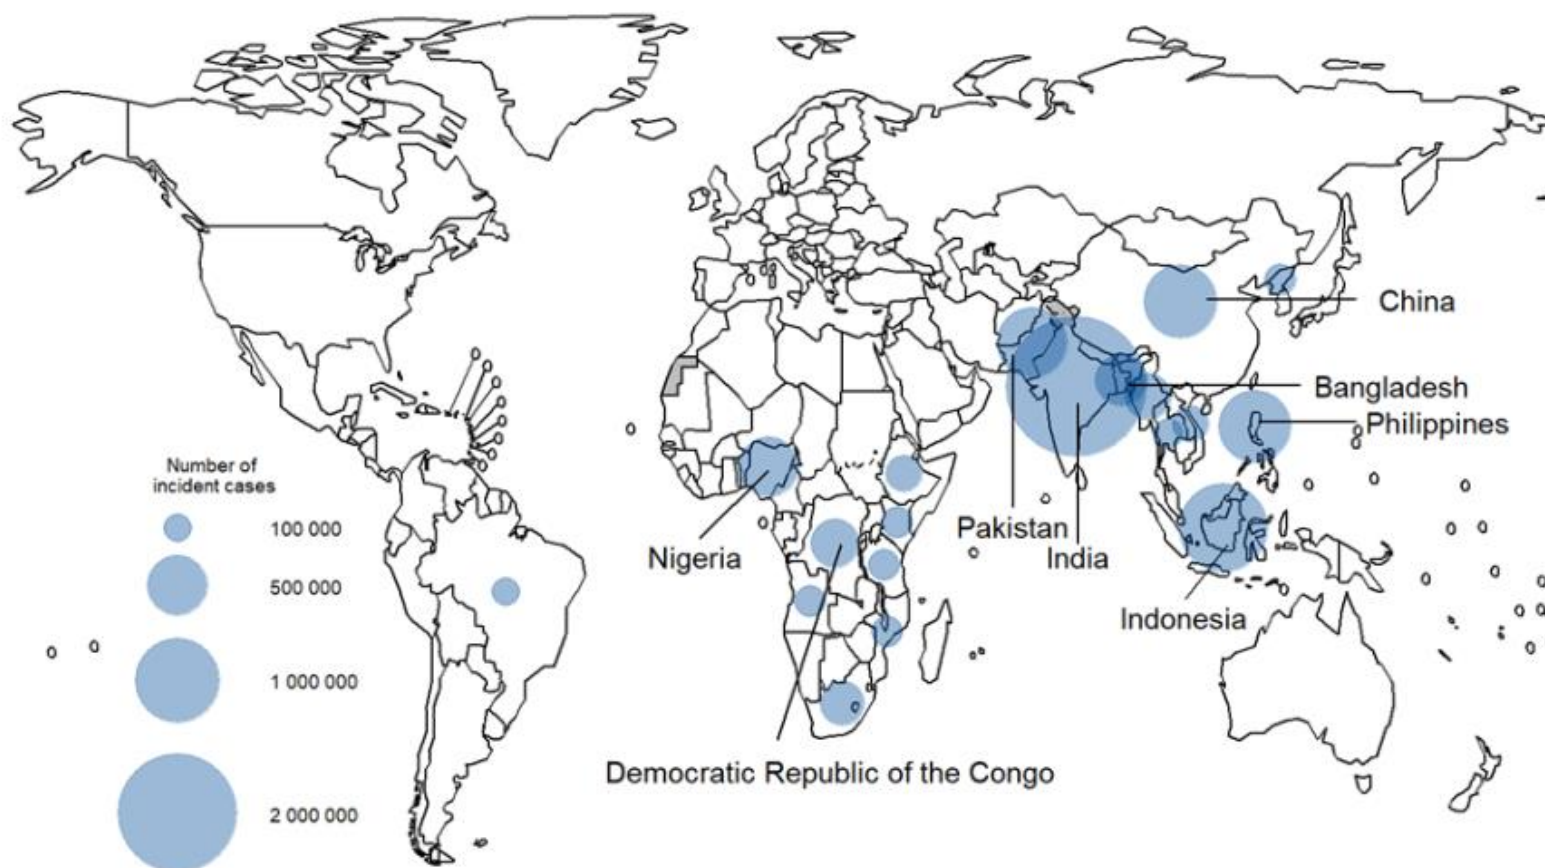 China
Bangladesh
Philippines
Number of
incident cases
100 000
Nigeria
Pakistan
India
500 000
Indonesia
1 000 000
Democratic Republic of the Congo
2 000 000